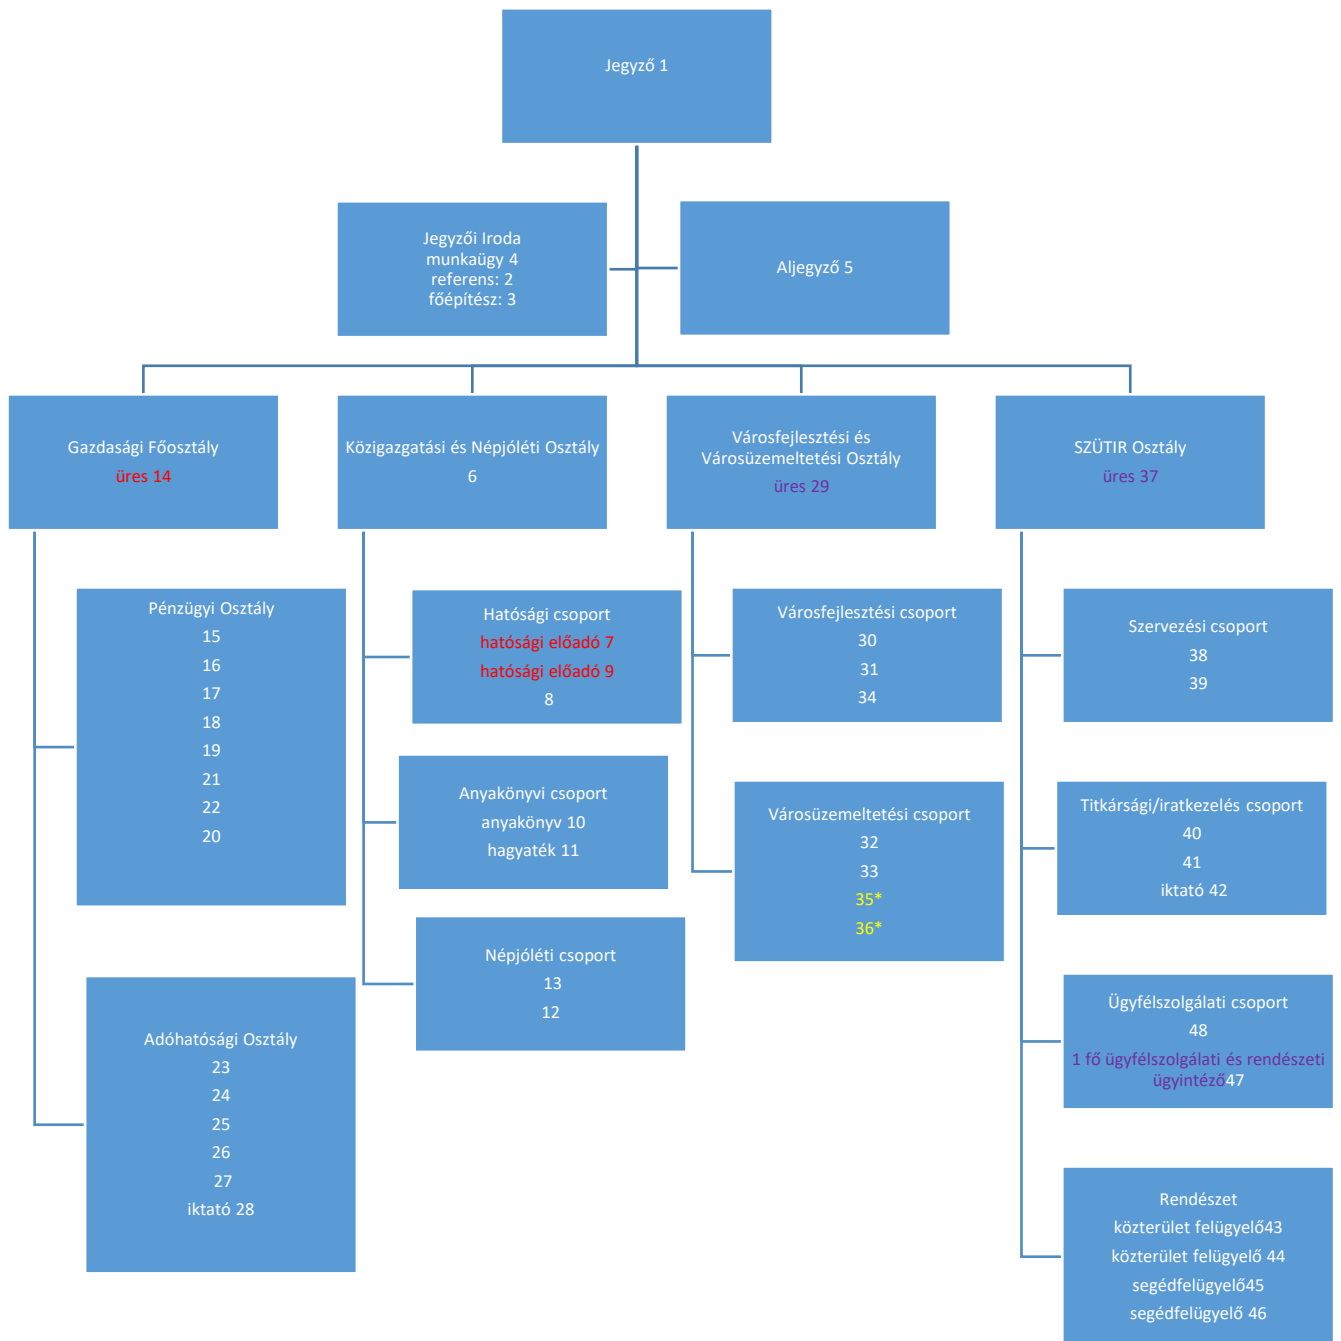 Jegyző 1
Jegyzői Iroda
munkaügy 4
referens: 2
főépítész: 3
Aljegyző 5
Gazdasági Főosztály
üres 14
Közigazgatási és Népjóléti Osztály
6
Városfejlesztési és
Városüzemeltetési Osztály
üres 29
SZÜTIR Osztály
üres 37
Pénzügyi Osztály
15
16
17
18
19
21
22
20
Adóhatósági Osztály
23
24
25
26
27
iktató 28
Hatósági csoport
hatósági előadó 7
hatósági előadó 9
8
Anyakönyvi csoport
anyakönyv 10
hagyaték 11
Népjóléti csoport
13
12
Városfejlesztési csoport
30
31
34
Városüzemeltetési csoport
32
33
35*
36*
Szervezési csoport
38
39
Titkársági/iratkezelés csoport
40
41
iktató 42
Ügyfélszolgálati csoport
48
1 fő ügyfélszolgálati és rendészeti
ügyintéző47
Rendészet
közterület felügyelő43
közterület felügyelő 44
segédfelügyelő45
segédfelügyelő 46